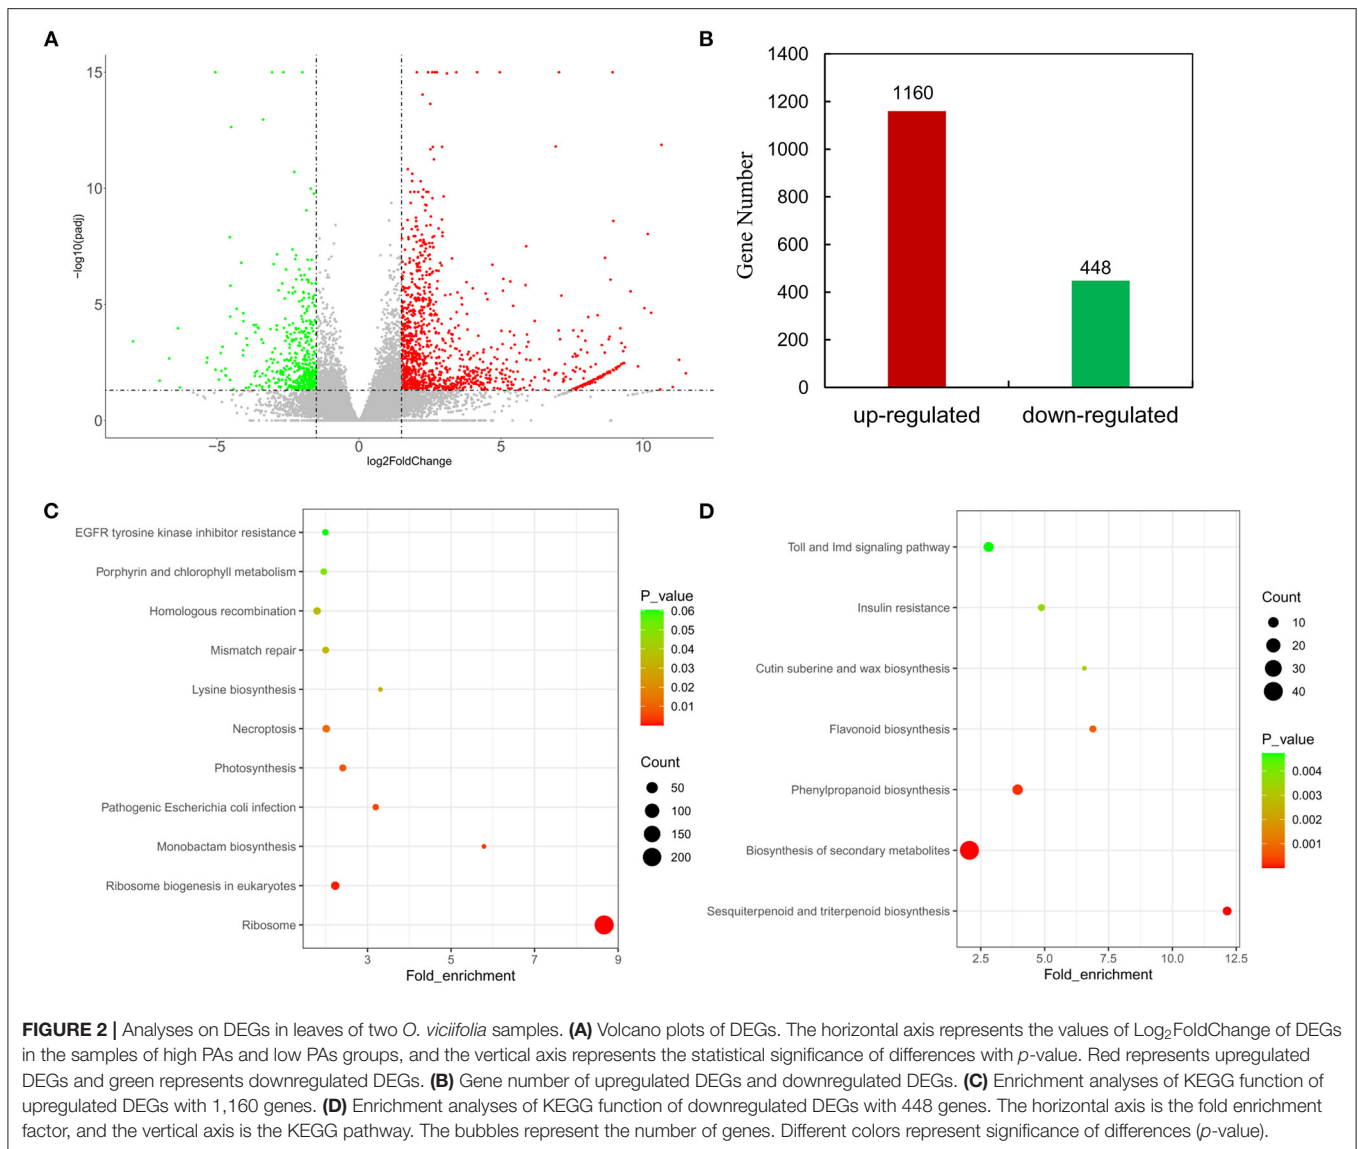 A
15
10
5
0
−log10(padj)
−5
0
5
10
log2FoldChange
B
1400
1200
1000
800
600
400
200
0
Gene Number
1160
448
up-regulated
down-regulated
C
EGFR tyrosine kinase inhibitor resistance
Porphyrin and chlorophyll metabolism
Homologous recombination
Mismatch repair
Lysine biosynthesis
Necroptosis
Photosynthesis
Pathogenic Escherichia coli infection
Monobactam biosynthesis
Ribosome biogenesis in eukaryotes
Ribosome
3
5
7
9
Fold_enrichment
P_value
0.06
0.05
0.04
0.03
0.02
0.01
Count
50
100
150
200
D
Toll and Imd signaling pathway
Insulin resistance
Cutin suberine and wax biosynthesis
Flavonoid biosynthesis
Phenylpropanoid biosynthesis
Biosynthesis of secondary metabolites
Sesquiterpenoid and triterpenoid biosynthesis
2.5
5.0
7.5
10.0
12.5
Fold_enrichment
Count
10
20
30
40
P_value
0.004
0.003
0.002
0.001
FIGURE 2 | Analyses on DEGs in leaves of two O. viciifolia samples. (A) Volcano plots of DEGs. The horizontal axis represents the values of Log₂FoldChange of DEGs
in the samples of high PAs and low PAs groups, and the vertical axis represents the statistical significance of differences with p-value. Red represents upregulated
DEGs and green represents downregulated DEGs. (B) Gene number of upregulated DEGs and downregulated DEGs. (C) Enrichment analyses of KEGG function of
upregulated DEGs with 1,160 genes. (D) Enrichment analyses of KEGG function of downregulated DEGs with 448 genes. The horizontal axis is the fold enrichment
factor, and the vertical axis is the KEGG pathway. The bubbles represent the number of genes. Different colors represent significance of differences (p-value).